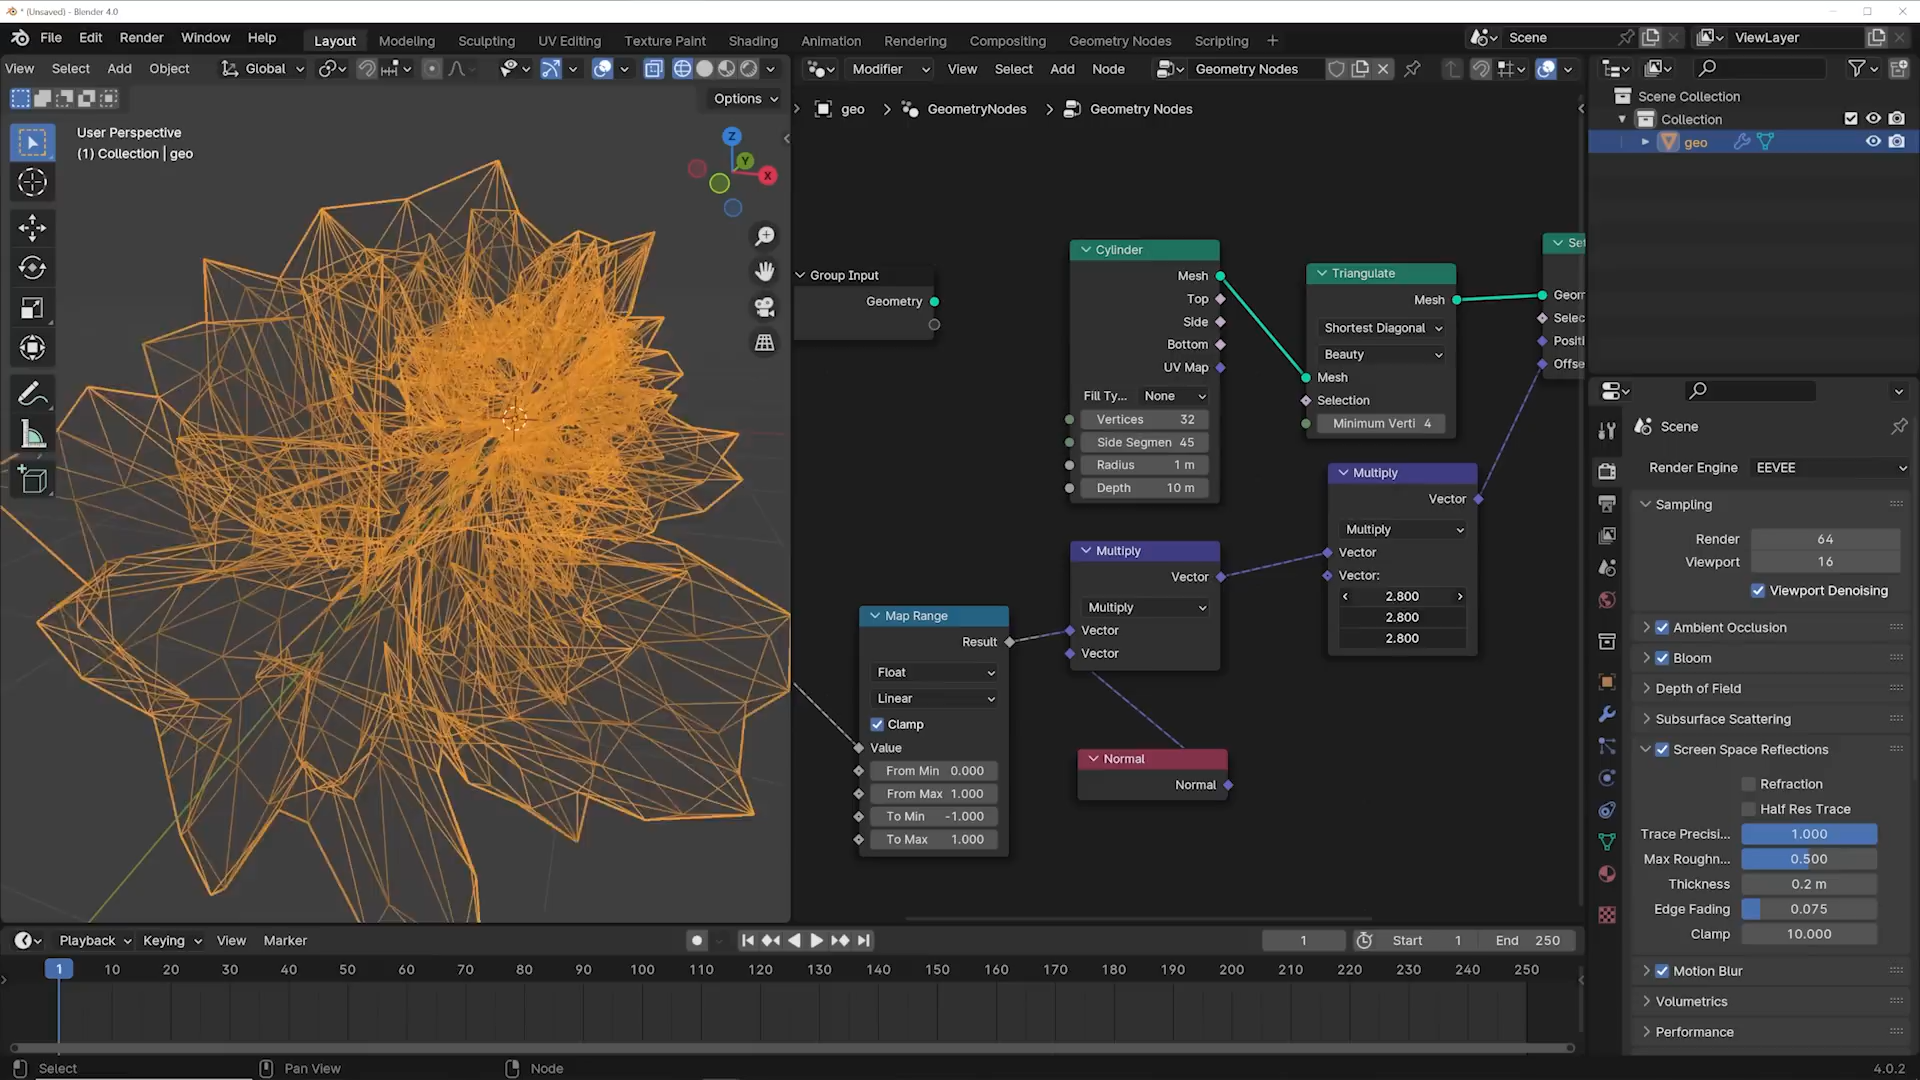 * (Unsaved) - Blender 4.0
File Edit Render Window Help
Layout Modeling Sculpting UV Editing Texture Paint Shading Animation Rendering Compositing Geometry Nodes Scripting +
Scene
ViewLayer
View Select Add Object
Global
Modifier
View Select Add Node
Geometry Nodes
Options
geo > GeometryNodes > Geometry Nodes
Scene Collection
Collection
geo
User Perspective
(1) Collection | geo
Z
Y
X
Group Input
Geometry
Cylinder
Mesh
Top
Side
Bottom
UV Map
Fill Ty... None
Vertices 32
Side Segmen 45
Radius 1 m
Depth 10 m
Triangulate
Mesh
Shortest Diagonal
Beauty
Mesh
Selection
Minimum Verti 4
Set
Geom
Selec
Positi
Offse
Multiply
Vector
Multiply
Vector
Vector:
2.800
2.800
2.800
Multiply
Vector
Multiply
Vector
Vector
Map Range
Result
Float
Linear
Clamp
Value
From Min 0.000
From Max 1.000
To Min -1.000
To Max 1.000
Normal
Normal
Scene
Render Engine EEVEE
Sampling
Render 64
Viewport 16
Viewport Denoising
Ambient Occlusion
Bloom
Depth of Field
Subsurface Scattering
Screen Space Reflections
Refraction
Half Res Trace
Trace Precisi... 1.000
Max Roughn... 0.500
Thickness 0.2 m
Edge Fading 0.075
Clamp 10.000
Motion Blur
Volumetrics
Performance
Playback Keying View Marker
1
Start 1
End 250
1 10 20 30 40 50 60 70 80 90 100 110 120 130 140 150 160 170 180 190 200 210 220 230 240 250
Select
Pan View
Node
4.0.2